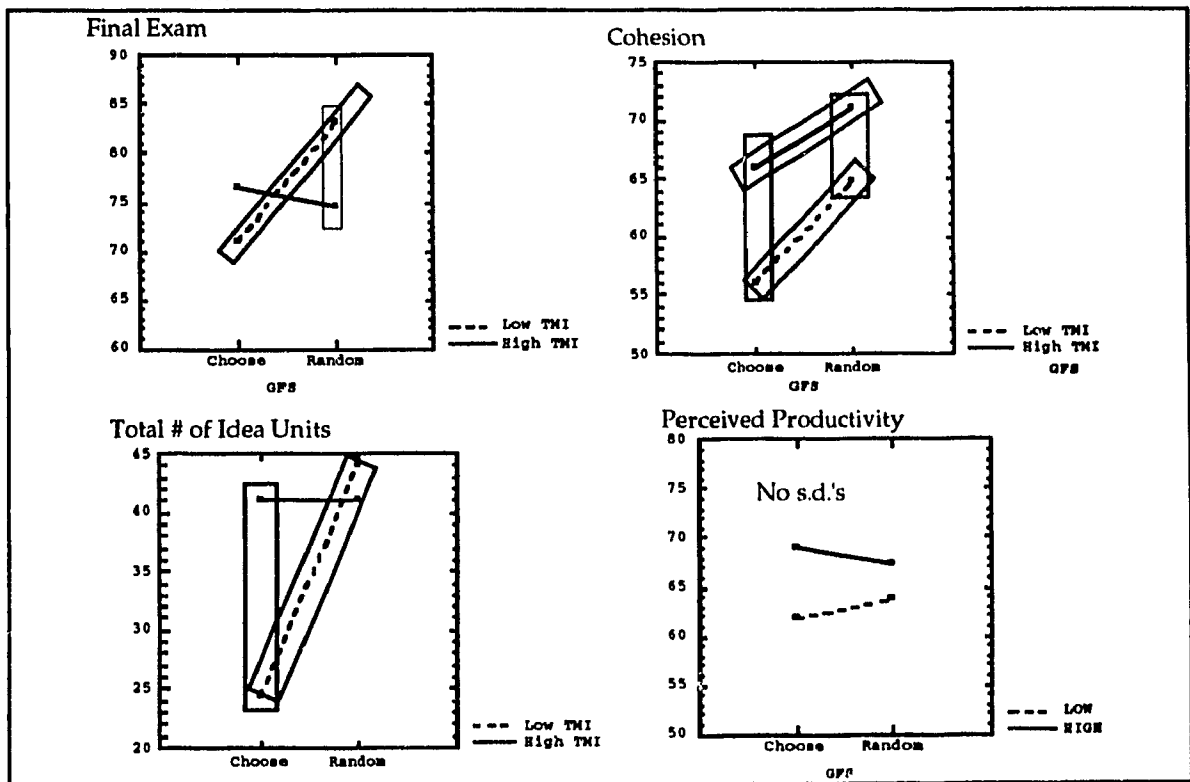 Final Exam
90
85
80
75
70
65
60
Choose Random
GFS
Low TMI
High TMI
Cohesion
75
70
65
60
55
50
Choose Random
GFS
Low TMI
High TMI
GFS
Total # of Idea Units
45
40
35
30
25
20
Choose Random
Low TMI
High TMI
Perceived Productivity
80
75
70
65
60
55
50
No s.d.'s
Choose Random
GFS
LOW
HIGH